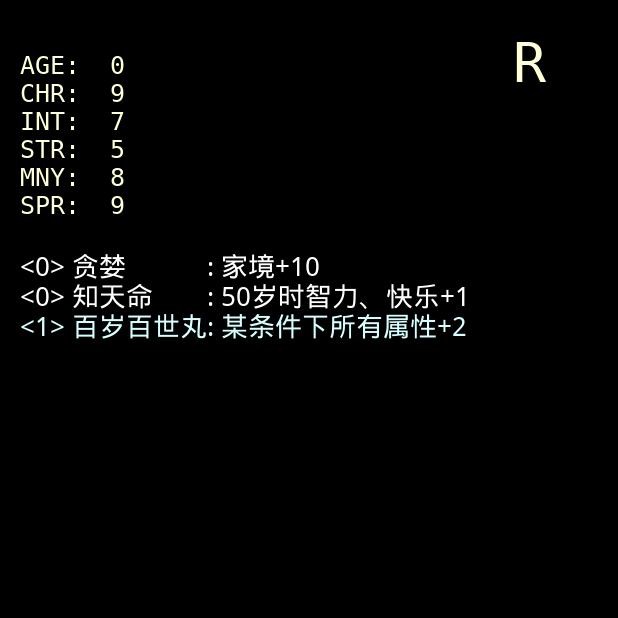 R
AGE: 0
CHR: 9
INT: 7
STR: 5
MNY: 8
SPR: 9
<0> 贪婪 : 家境+10
<0> 知天命 : 50岁时智力、快乐+1
<1> 百岁百世丸: 某条件下所有属性+2